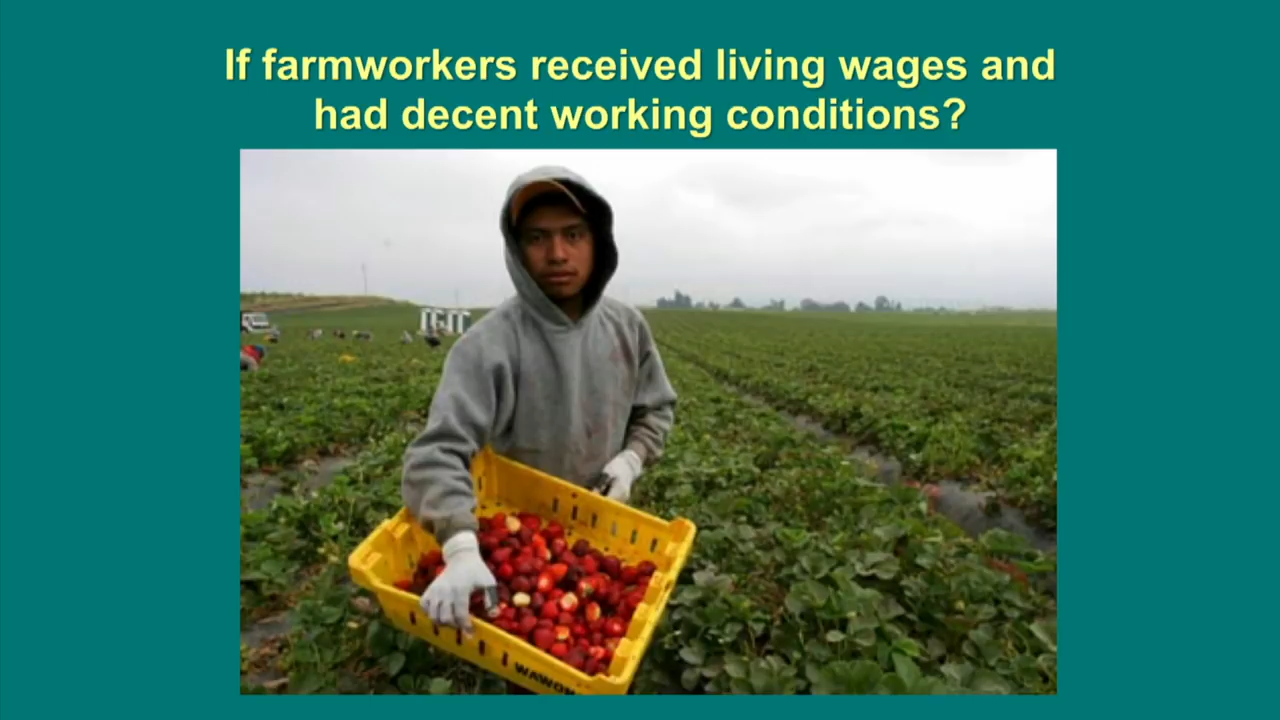 If farmworkers received living wages and
had decent working conditions?